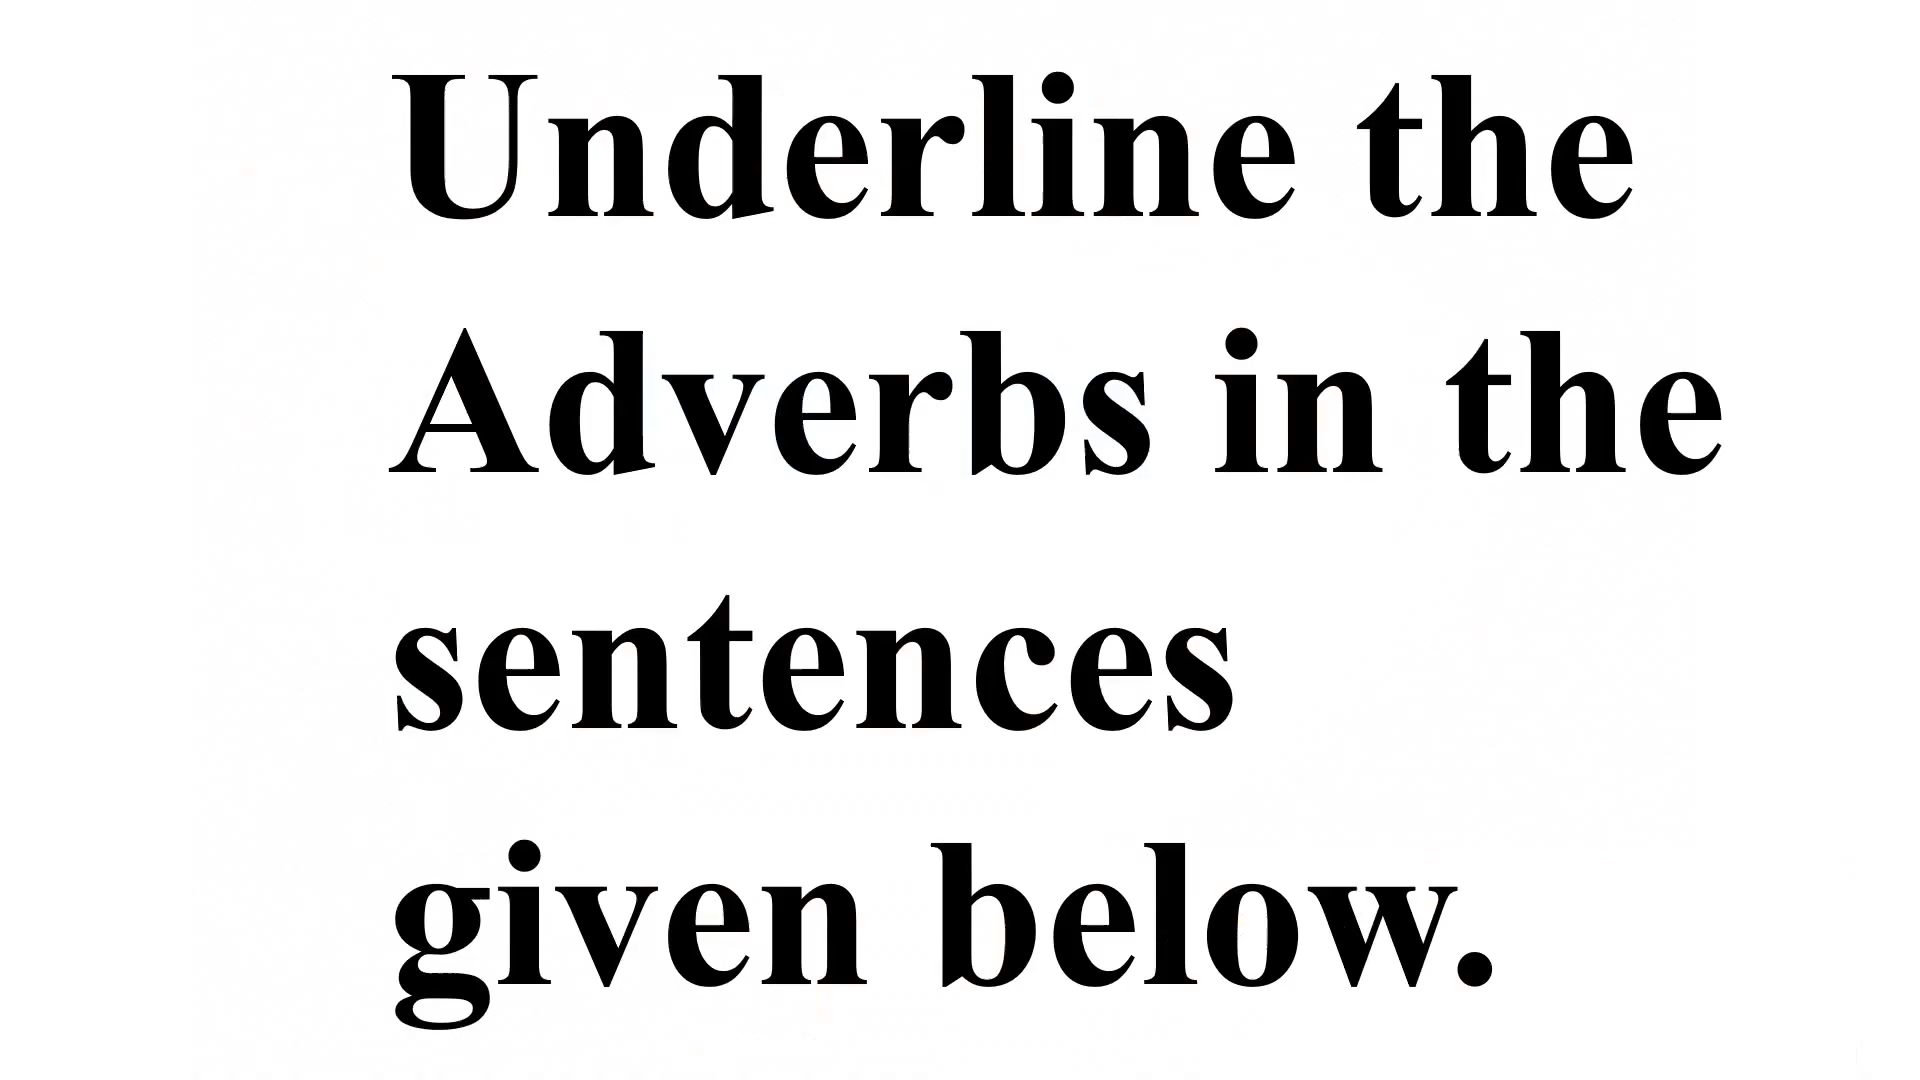 Underline the
Adverbs in the
sentences
given below.